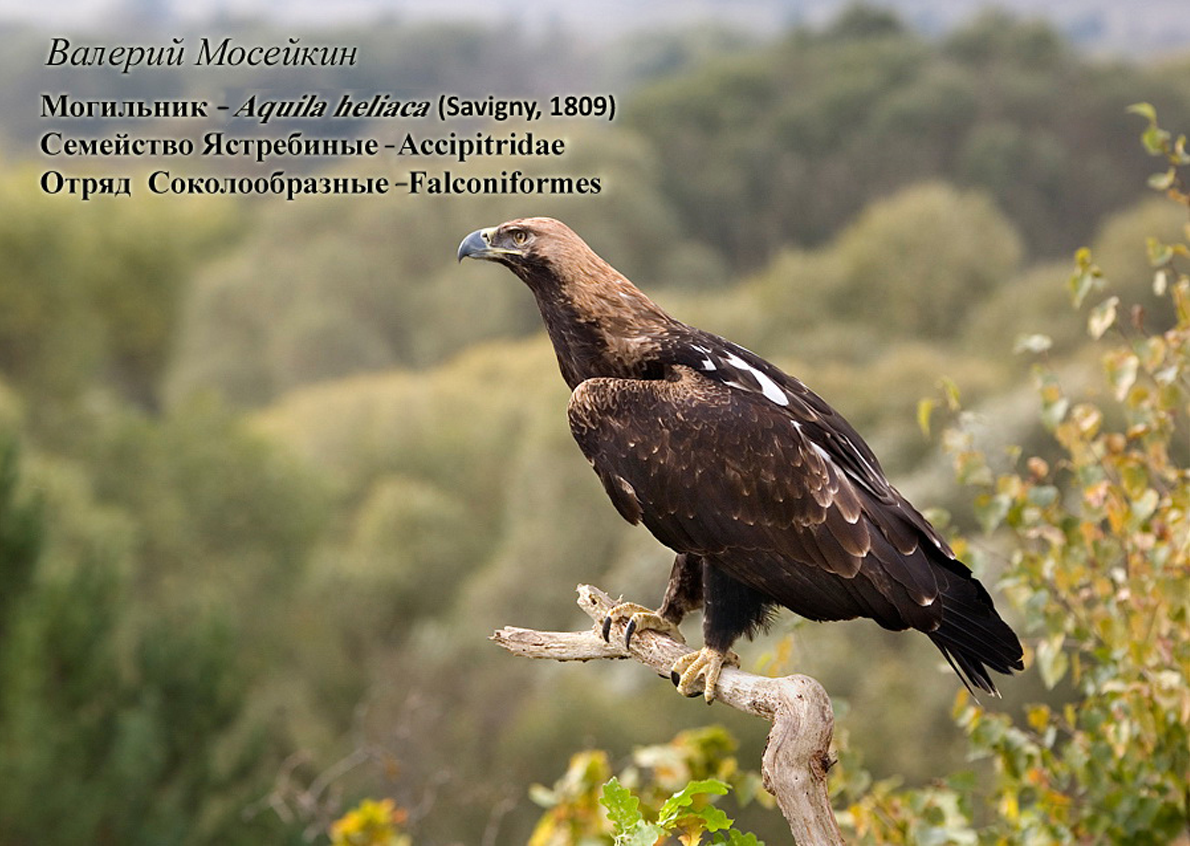 Валерий Мосейкин
Могильник – Aquila heliaca (Savigny, 1809)
Семейство Ястребиные – Accipitridae
Отряд Соколообразные – Falconiformes